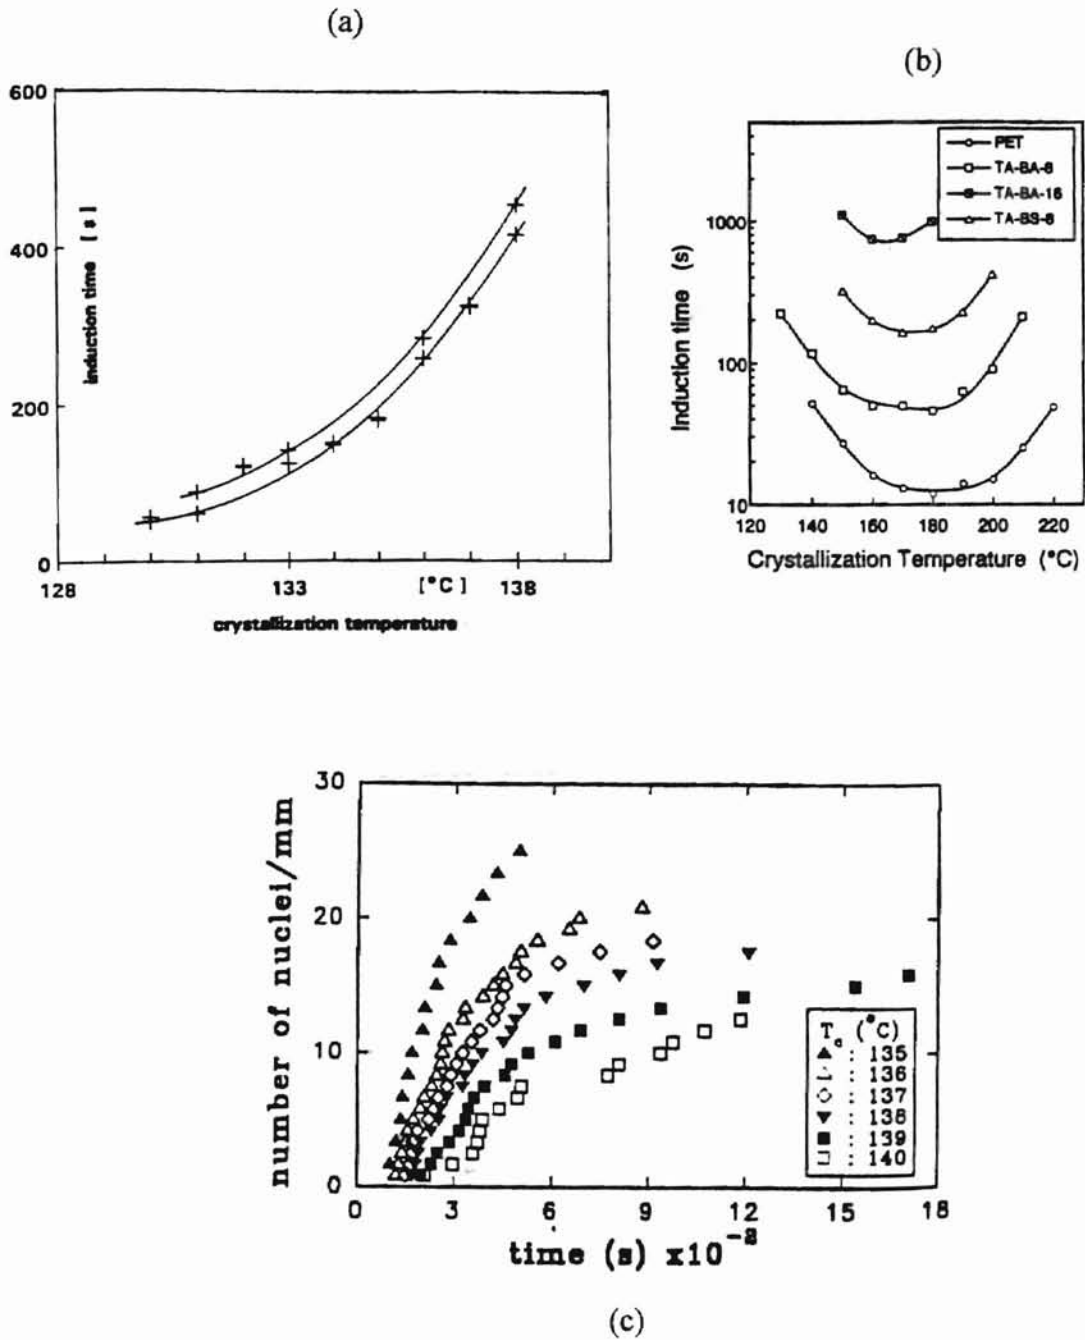 (a)
600
400
200
0
induction time [s]
128
133
[°C]
138
crystallization temperature
(b)
PET
TA-BA-6
TA-BA-16
TA-BS-6
1000
100
10
Induction time (s)
120
140
160
180
200
220
Crystallization Temperature (°C)
30
20
10
0
number of nuclei/mm
T_c (°C)
: 135
: 136
: 137
: 138
: 139
: 140
0
3
6
9
12
15
18
time (s) x10⁻²
(c)